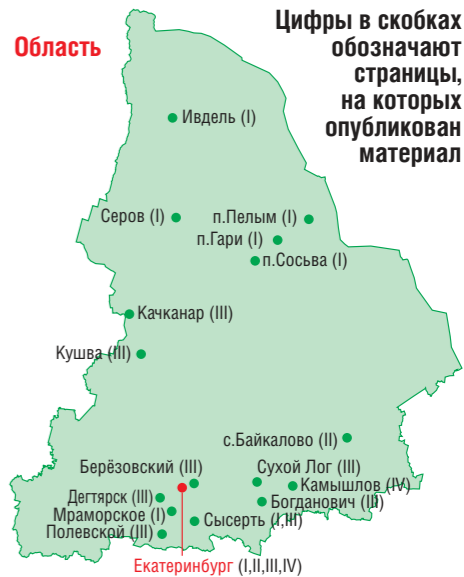 Область
Цифры в скобках
обозначают
страницы,
на которых
опубликован
материал
Ивдель (I)
Серов (I)
п.Пелым (I)
п.Гари (I)
п.Сосьва (I)
Качканар (III)
Кушва (III)
с.Байкалово (II)
Берёзовский (III)
Сухой Лог (III)
Камышлов (IV)
Дегтярск (III)
Богданович (III)
Мраморское (I)
Сысерть (I,III)
Полевской (III)
Екатеринбург (I,II,III,IV)